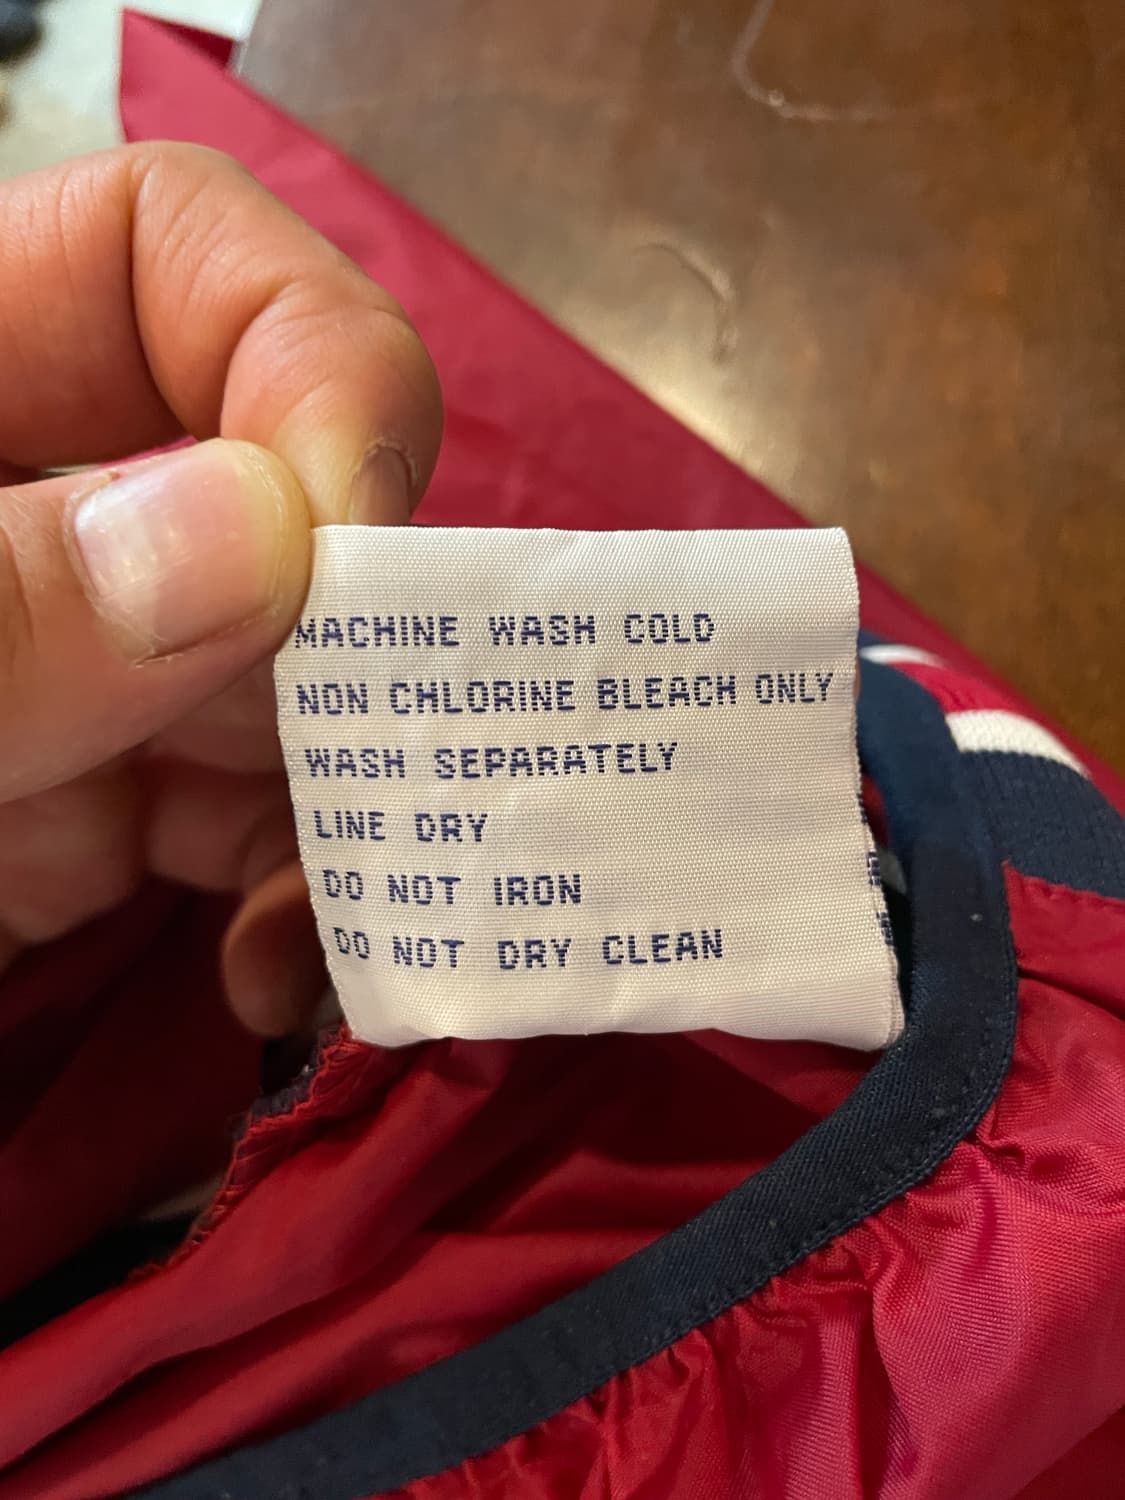 MACHINE WASH COLD
NON CHLORINE BLEACH ONLY
WASH SEPARATELY
LINE DRY
DO NOT IRON
DO NOT DRY CLEAN